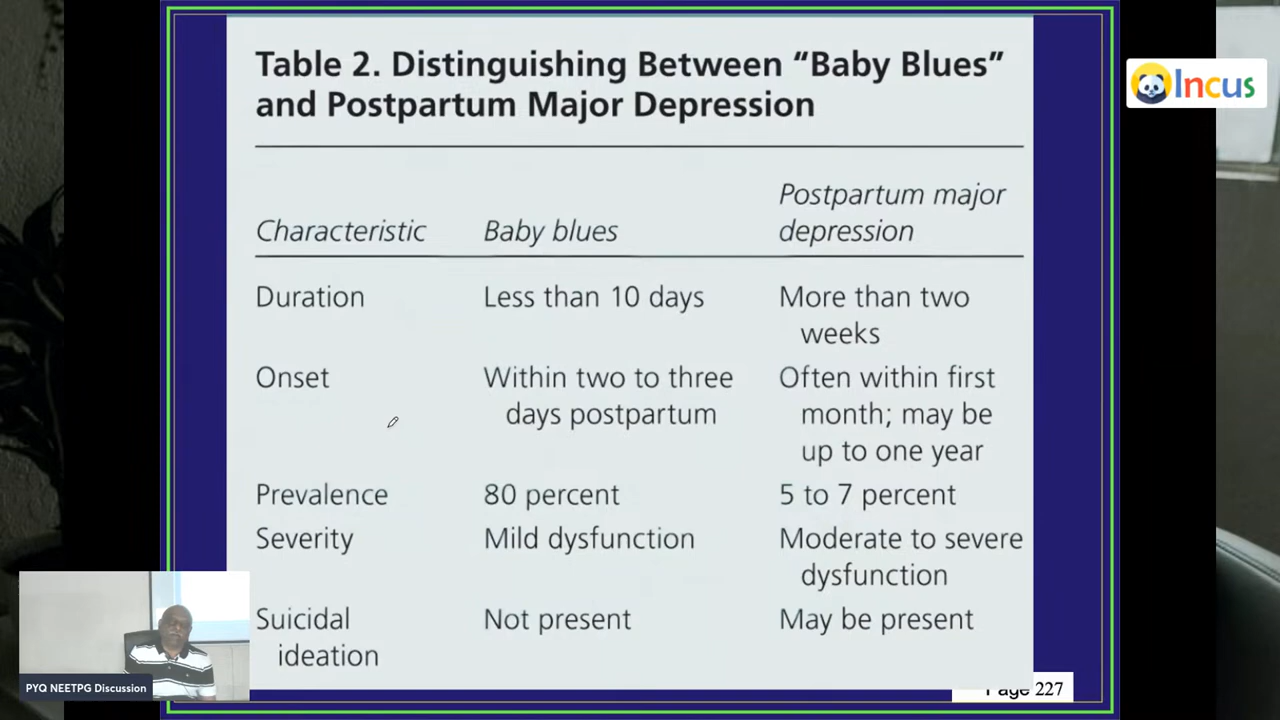 Table 2. Distinguishing Between “Baby Blues”
and Postpartum Major Depression
Characteristic Baby blues Postpartum major depression
Duration Less than 10 days More than two weeks
Onset Within two to three days postpartum Often within first month; may be up to one year
Prevalence 80 percent 5 to 7 percent
Severity Mild dysfunction Moderate to severe dysfunction
Suicidal ideation Not present May be present
Page 227
Incus
PYQ NEETPG Discussion